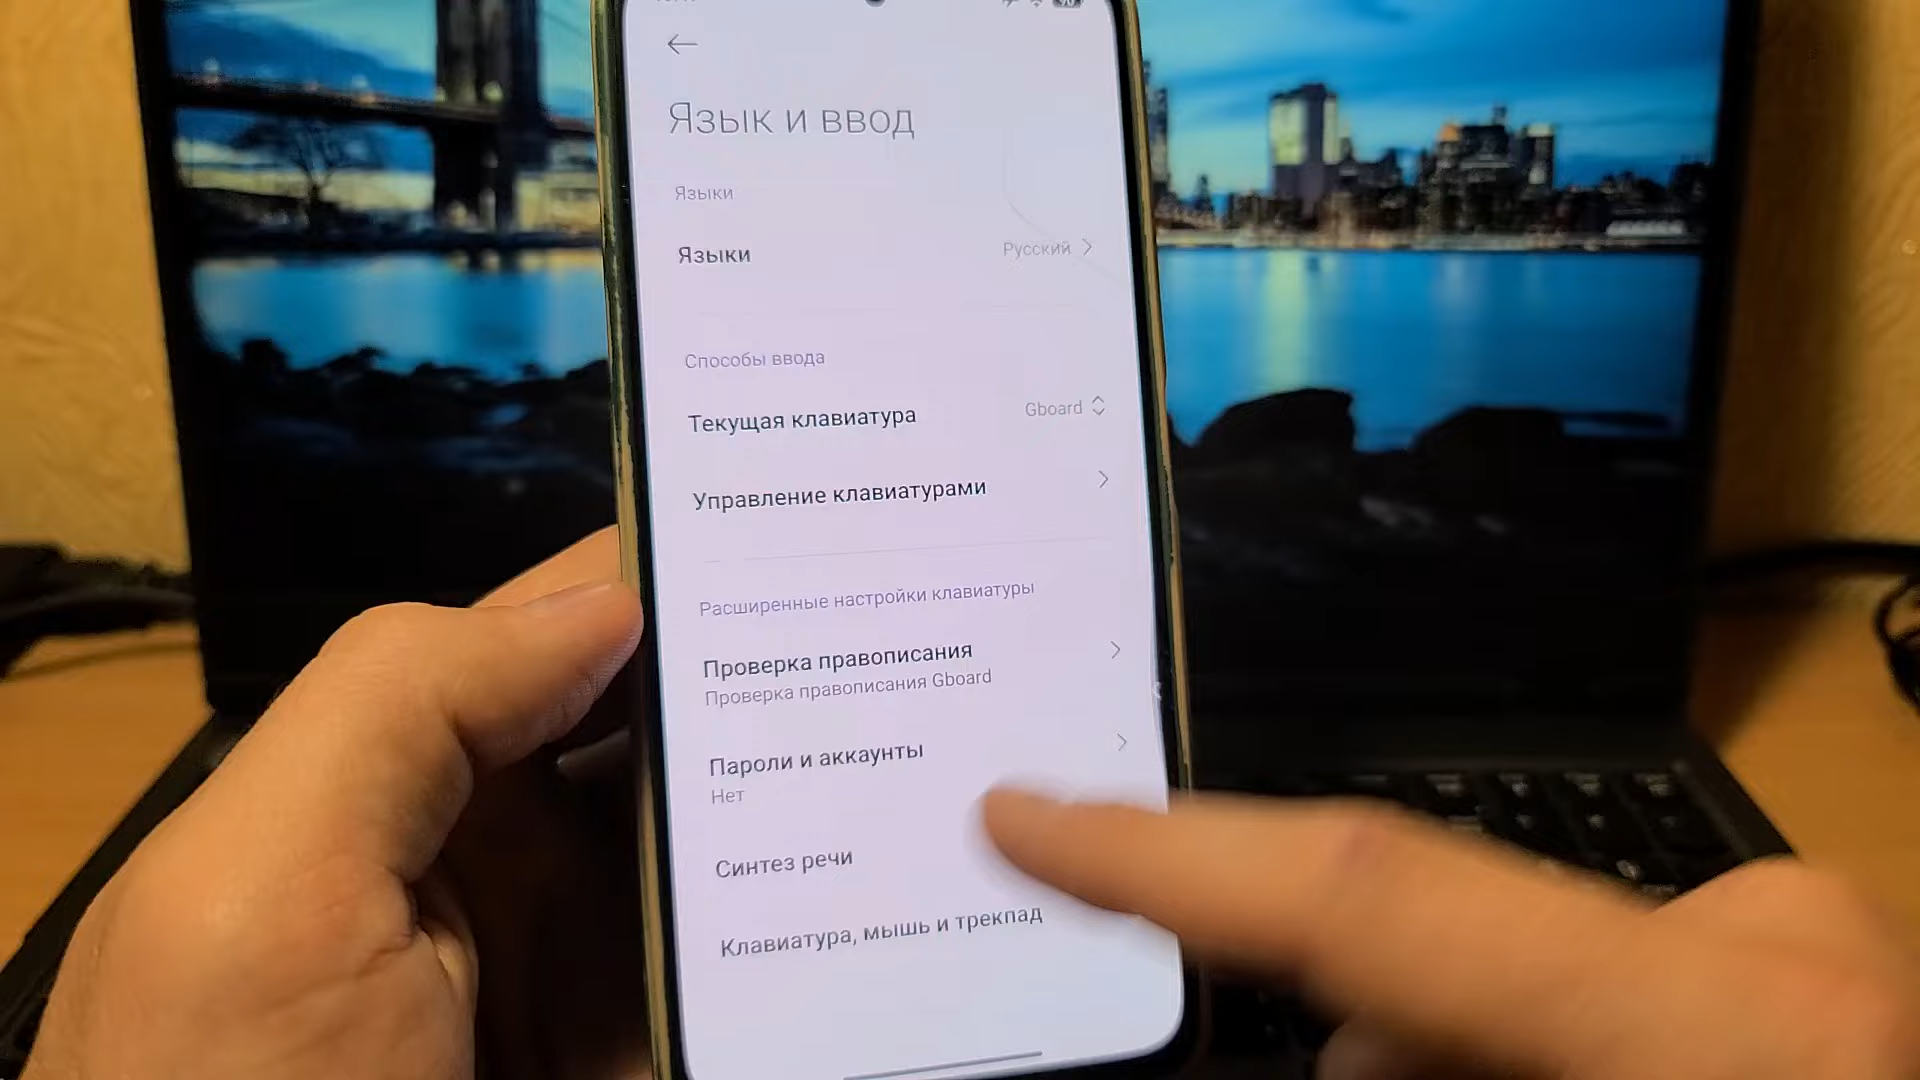 Язык и ввод
Языки
Языки
Русский
Способы ввода
Текущая клавиатура
Gboard
Управление клавиатурами
Расширенные настройки клавиатуры
Проверка правописания
Проверка правописания Gboard
Пароли и аккаунты
Нет
Синтез речи
Клавиатура, мышь и трекпад